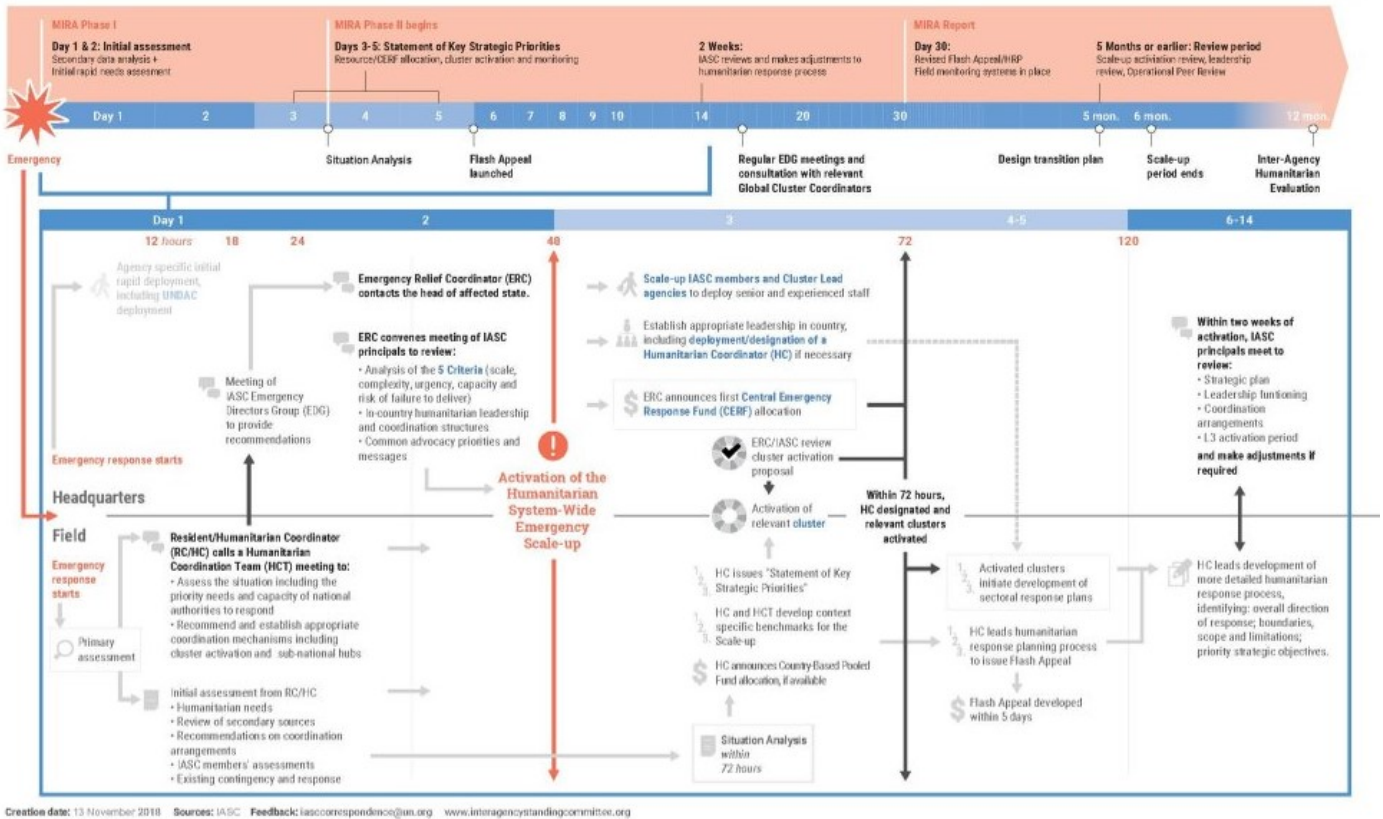 MIRA Phase I
Day 1 & 2: Initial assessment
Secondary data analysis +
Initial rapid needs assessment
MIRA Phase II begins
Days 3-5: Statement of Key Strategic Priorities
Resource/CERF allocation, cluster activation and monitoring
2 Weeks:
IASC reviews and makes adjustments to
humanitarian response process
MIRA Report
Day 30:
Revised Flash Appeal/HRP
Field monitoring systems in place
5 Months or earlier: Review period
Scale-up activiation review, leadership
review, Operational Peer Review
Day 1 2 3 4 5 6 7 8 9 10 14 20 30 5 mon. 6 mon. 12 mon.
Emergency
Situation Analysis
Flash Appeal
launched
Regular EDG meetings and
consultation with relevant
Global Cluster Coordinators
Design transition plan
Scale-up
period ends
Inter-Agency
Humanitarian
Evaluation
Day 1 2 3 4-5 6-14
12 hours 18 24 48 72 120
Agency specific initial
rapid deployment,
including UNDAC
deployment
Emergency Relief Coordinator (ERC)
contacts the head of affected state.
ERC convenes meeting of IASC
principals to review:
• Analysis of the 5 Criteria (scale,
complexity, urgency, capacity and
risk of failure to deliver)
• In-country humanitarian leadership
and coordination structures
• Common advocacy priorities and
messages
Meeting of
IASC Emergency
Directors Group (EDG)
to provide
recommendations
Emergency response starts
Headquarters
Field
Emergency
response
starts
Primary
assessment
Resident/Humanitarian Coordinator
(RC/HC) calls a Humanitarian
Coordination Team (HCT) meeting to:
• Assess the situation including the
priority needs and capacity of national
authorities to respond
• Recommend and establish appropriate
coordination mechanisms including
cluster activation and sub-national hubs
Initial assessment from RC/HC
• Humanitarian needs
• Review of secondary sources
• Recommendations on coordination
arrangements
• IASC members' assessments
• Existing contingency and response
!
Activation of the
Humanitarian
System-Wide
Emergency
Scale-up
Scale-up IASC members and Cluster Lead
agencies to deploy senior and experienced staff
Establish appropriate leadership in country,
including deployment/designation of a
Humanitarian Coordinator (HC) if necessary
$
ERC announces first Central Emergency
Response Fund (CERF) allocation
ERC/IASC review
cluster activation
proposal
Activation of
relevant cluster
1.
2.
3.
HC issues "Statement of Key
Strategic Priorities"
1.
2.
3.
HC and HCT develop context
specific benchmarks for the
Scale-up
$
HC announces Country-Based Pooled
Fund allocation, if available
Situation Analysis
within
72 hours
Within 72 hours,
HC designated and
relevant clusters
activated
1.
2.
3.
Activated clusters
initiate development of
sectoral response plans
1.
2.
3.
HC leads humanitarian
response planning process
to issue Flash Appeal
$
Flash Appeal developed
within 5 days
Within two weeks of
activation, IASC
principals meet to
review:
• Strategic plan
• Leadership funtioning
• Coordination
arrangements
• L3 activation period
and make adjustments if
required
HC leads development of
more detailed humanitarian
response process,
identifying: overall direction
of response; boundaries,
scope and limitations;
priority strategic objectives.
Creation date: 13 November 2018 Sources: IASC Feedback: iasccorrespondence@un.org www.interagencystandingcommittee.org